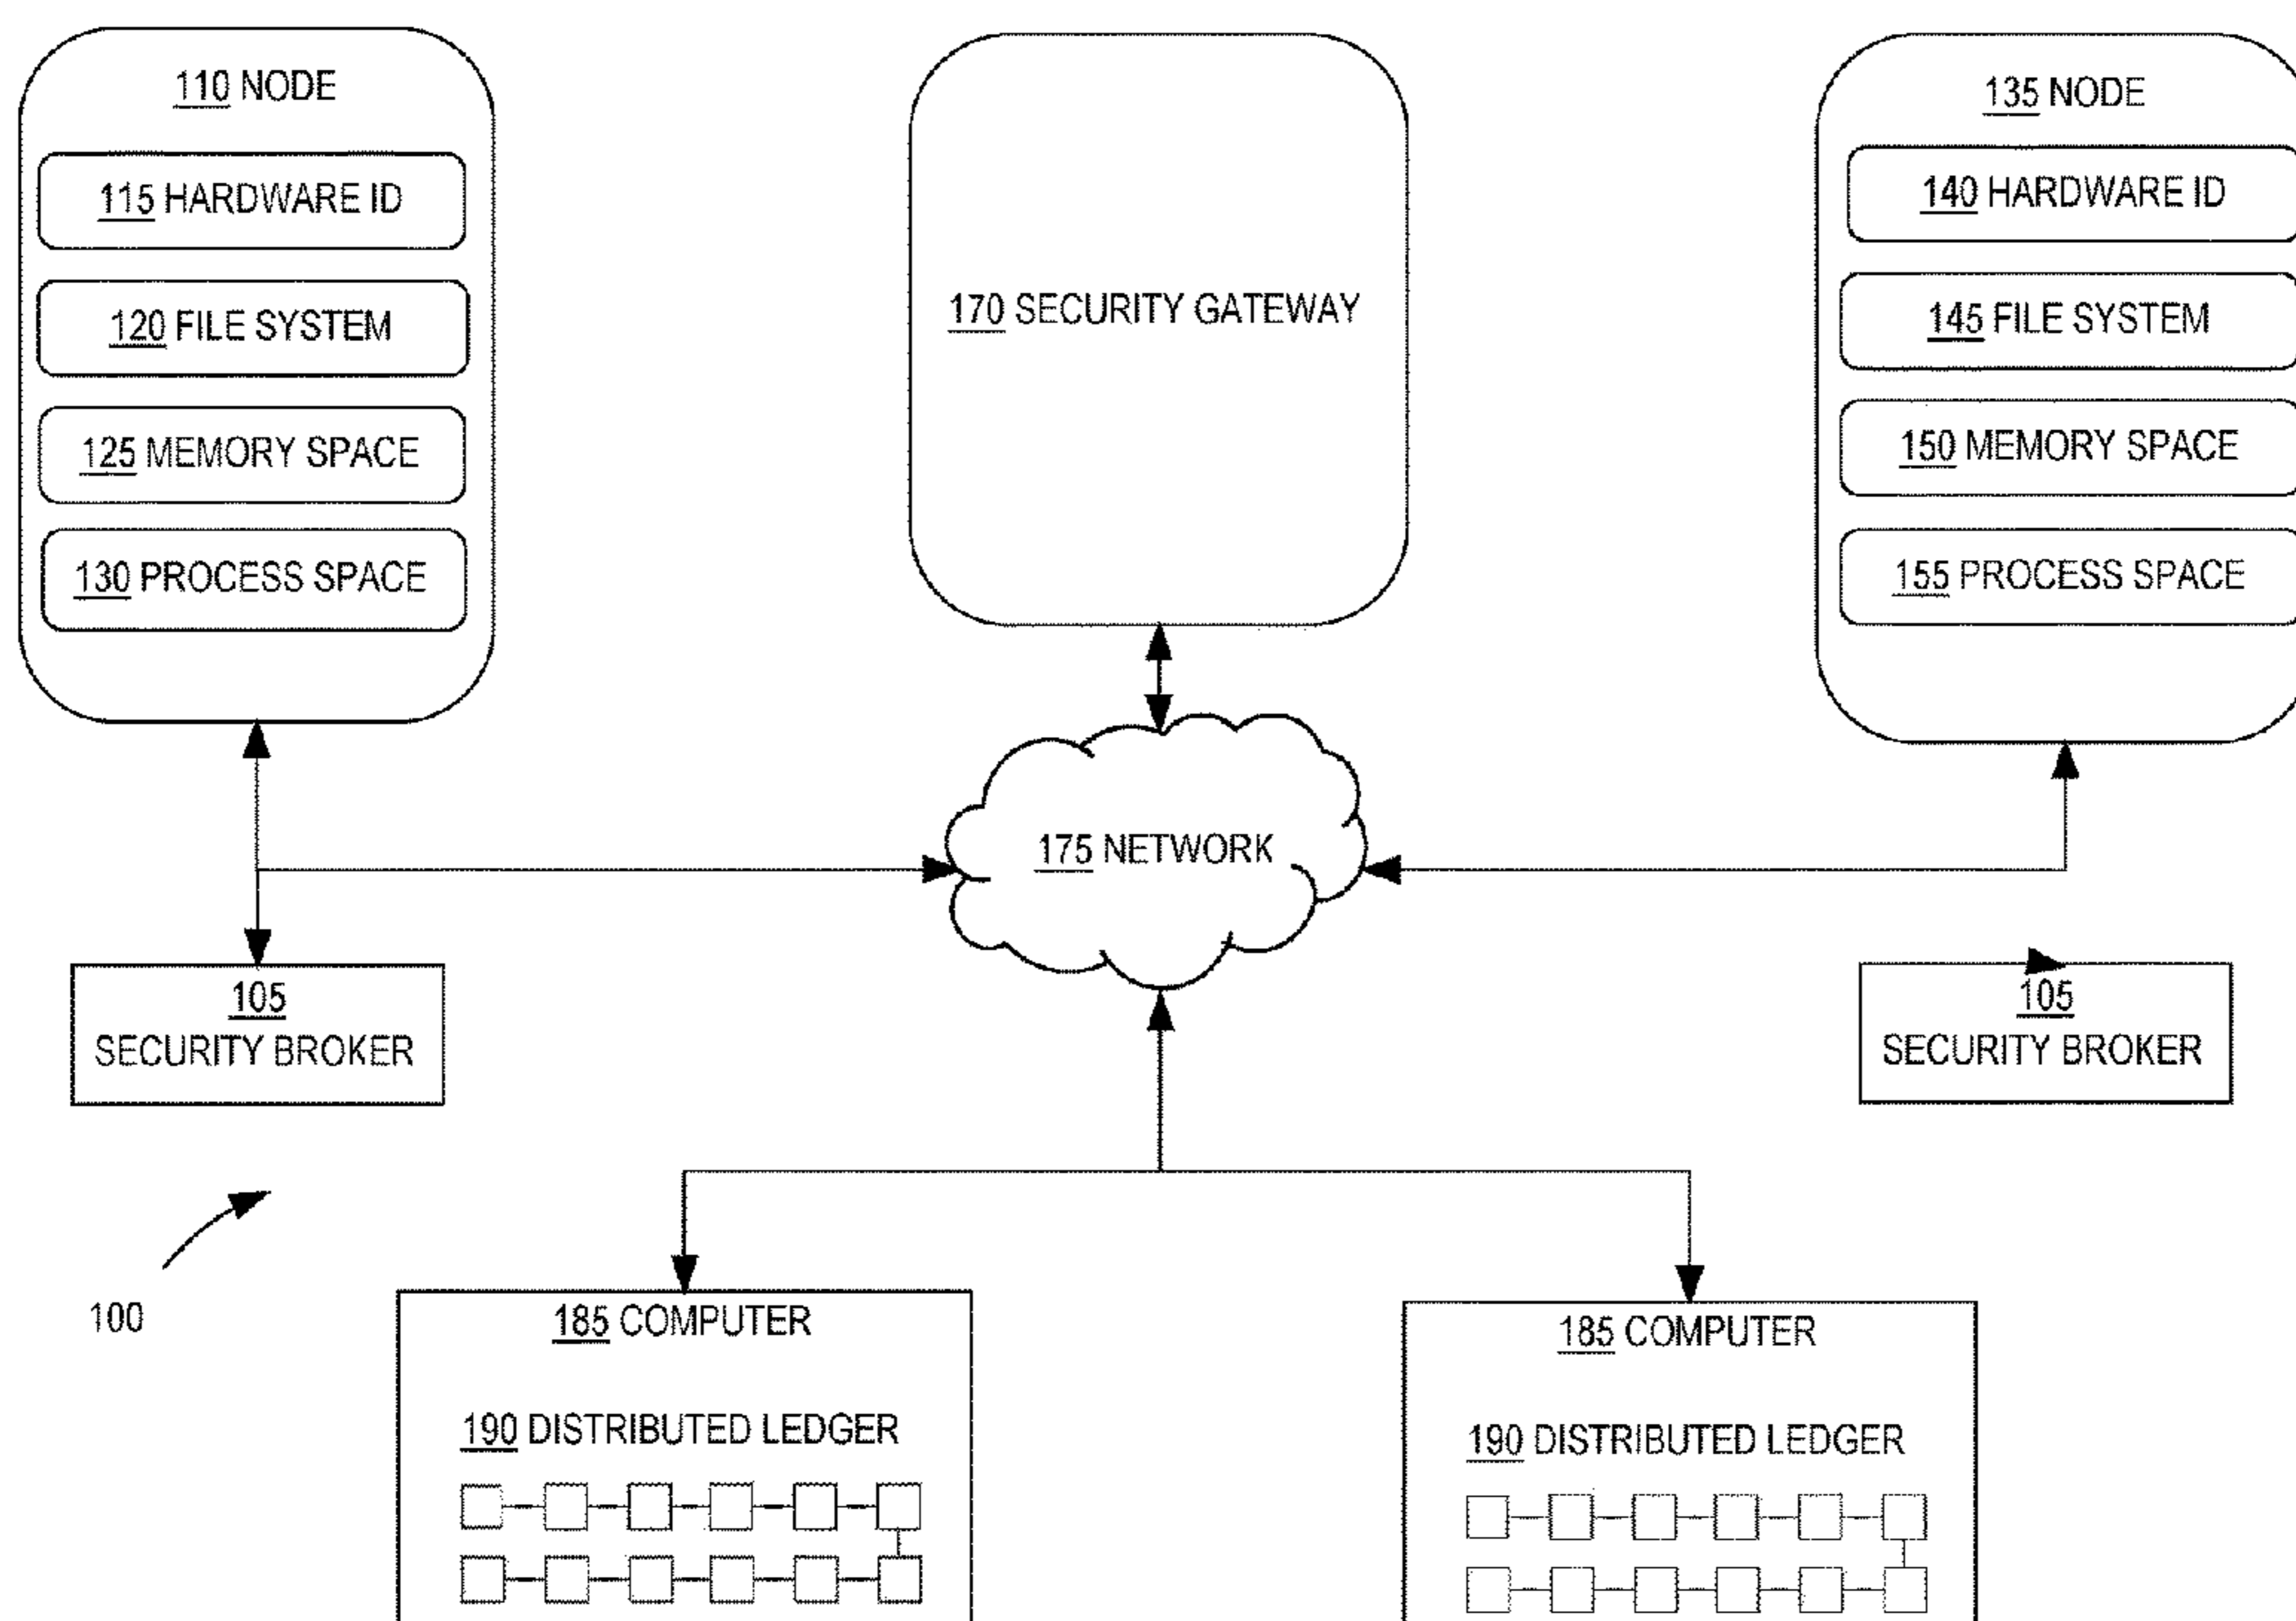 110 NODE
115 HARDWARE ID
120 FILE SYSTEM
125 MEMORY SPACE
130 PROCESS SPACE
170 SECURITY GATEWAY
135 NODE
140 HARDWARE ID
145 FILE SYSTEM
150 MEMORY SPACE
155 PROCESS SPACE
175 NETWORK
105
SECURITY BROKER
105
SECURITY BROKER
100
185 COMPUTER
190 DISTRIBUTED LEDGER
185 COMPUTER
190 DISTRIBUTED LEDGER